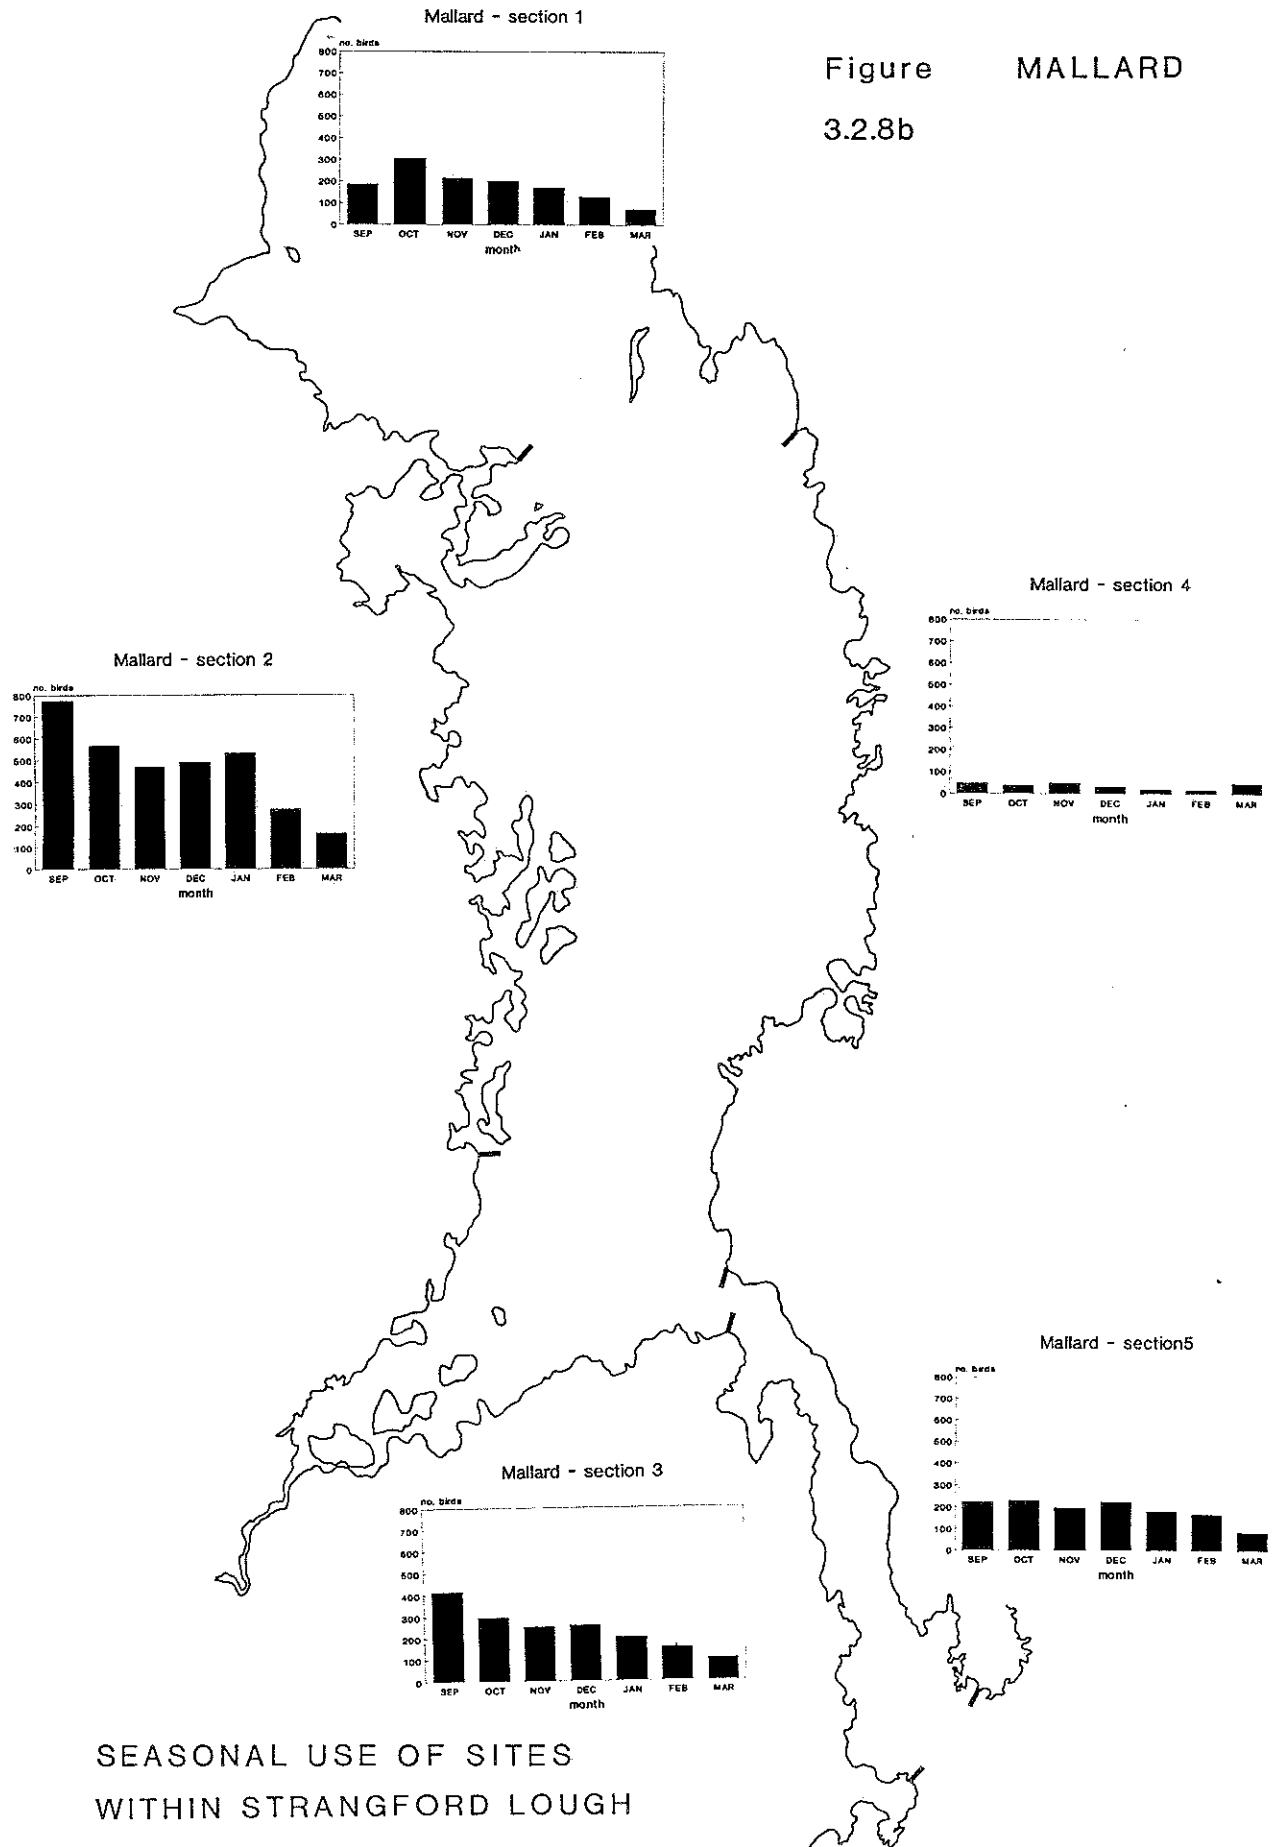 Mallard - section 1
no. birds
800
700
600
500
400
300
200
100
0
SEP OCT NOV DEC JAN FEB MAR
month
Figure MALLARD
3.2.8b
Mallard - section 2
no. birds
800
700
600
500
400
300
200
100
0
SEP OCT NOV DEC JAN FEB MAR
month
Mallard - section 4
no. birds
800
700
600
500
400
300
200
100
0
SEP OCT NOV DEC JAN FEB MAR
month
Mallard - section 3
no. birds
800
700
600
500
400
300
200
100
0
SEP OCT NOV DEC JAN FEB MAR
month
Mallard - section5
no. birds
800
700
600
500
400
300
200
100
0
SEP OCT NOV DEC JAN FEB MAR
month
SEASONAL USE OF SITES
WITHIN STRANGFORD LOUGH